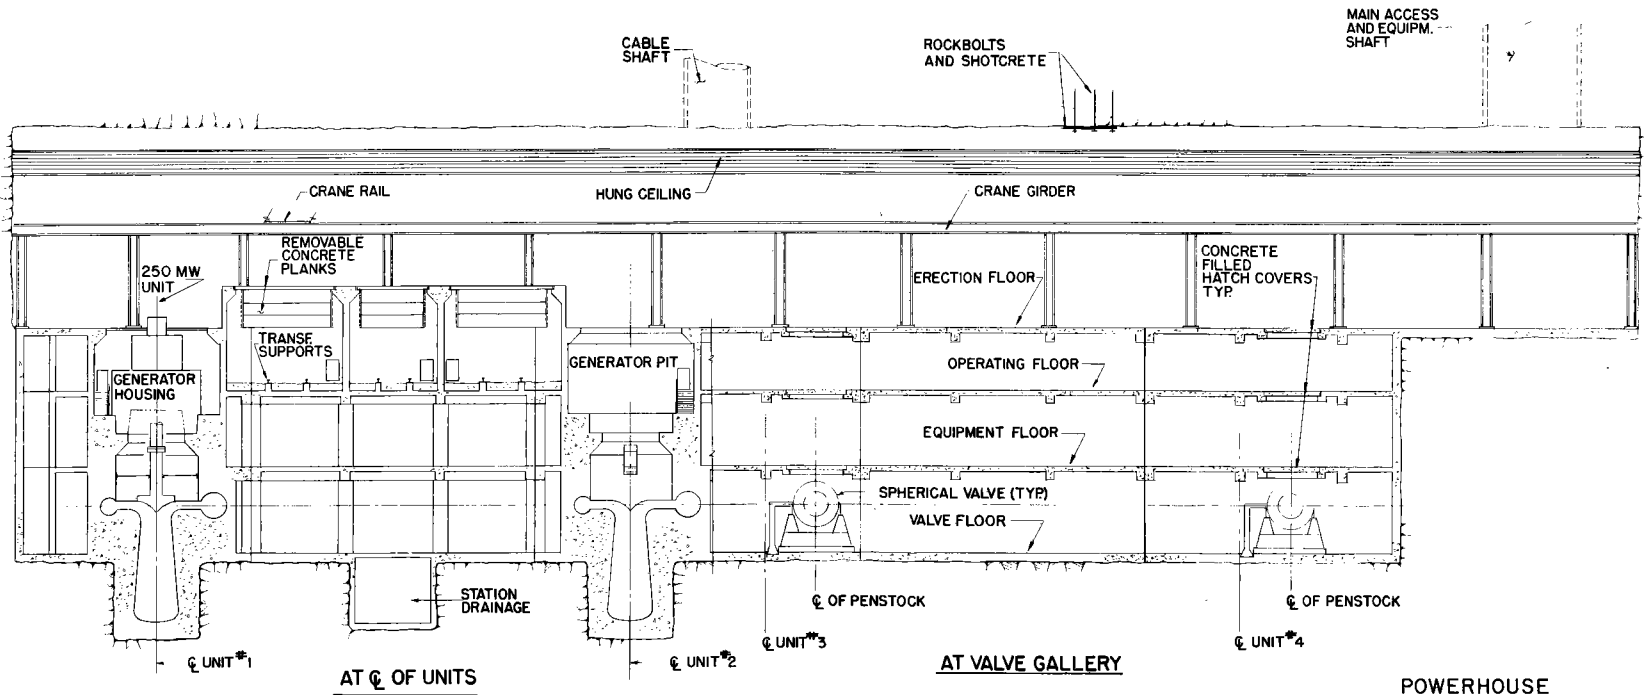 MAIN ACCESS
AND EQUIPM.
SHAFT
CABLE
SHAFT
ROCKBOLTS
AND SHOTCRETE
CRANE RAIL
HUNG CEILING
CRANE GIRDER
REMOVABLE
CONCRETE
PLANKS
250 MW
UNIT
ERECTION FLOOR
CONCRETE
FILLED
HATCH COVERS
TYP.
TRANSF.
SUPPORTS
GENERATOR
HOUSING
GENERATOR PIT
OPERATING FLOOR
EQUIPMENT FLOOR
SPHERICAL VALVE (TYP.)
VALVE FLOOR
STATION
DRAINAGE
℄ OF PENSTOCK
℄ OF PENSTOCK
℄ UNIT #1
℄ UNIT #2
℄ UNIT #3
℄ UNIT #4
AT ℄ OF UNITS
AT VALVE GALLERY
POWERHOUSE